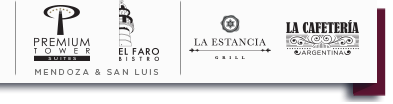 PREMIUM
TOWER
SUITES
EL FARO
BISTRO
MENDOZA & SAN LUIS
LA ESTANCIA
GRILL
LA CAFETERÍA
ARGENTINA